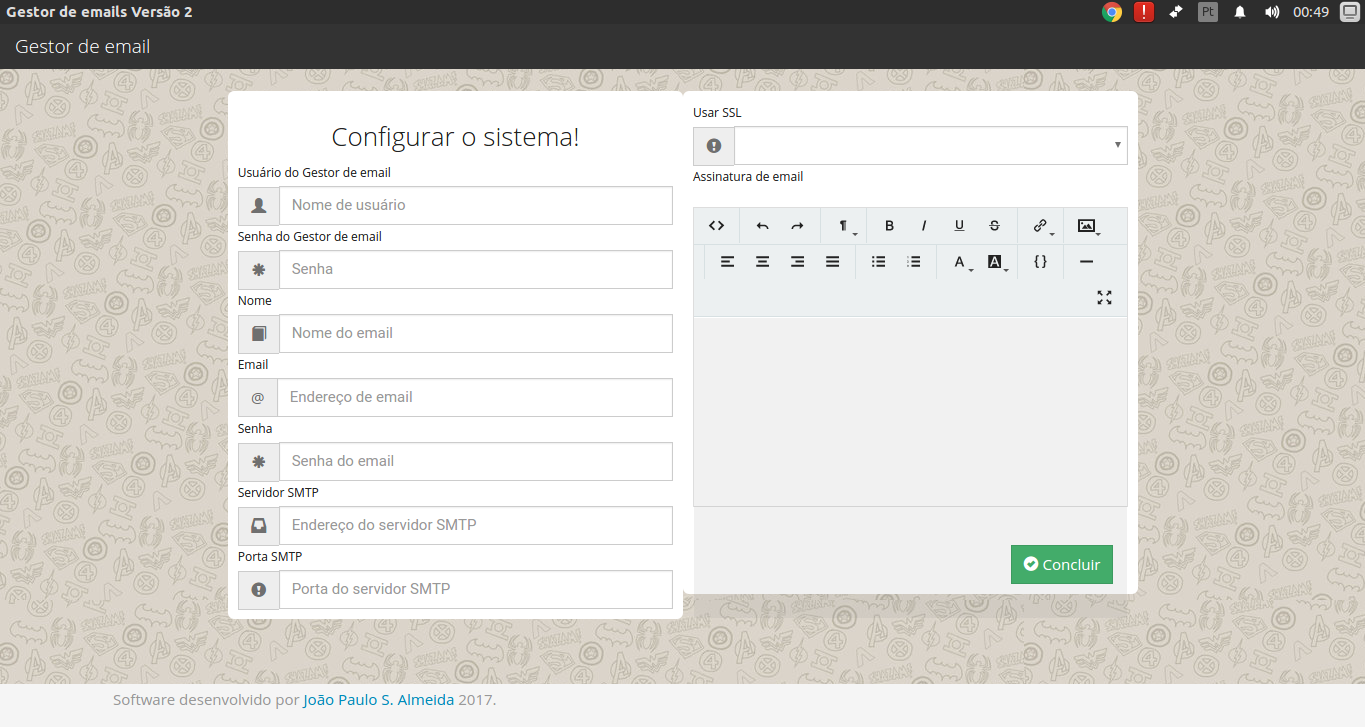 Gestor de emails Versão 2
Pt
00:49
Gestor de email
Configurar o sistema!
Usuário do Gestor de email
Nome de usuário
Senha do Gestor de email
Senha
Nome
Nome do email
Email
@ Endereço de email
Senha
Senha do email
Servidor SMTP
Endereço do servidor SMTP
Porta SMTP
Porta do servidor SMTP
Usar SSL
Assinatura de email
B I U S
A A {}
Concluir
Software desenvolvido por João Paulo S. Almeida 2017.